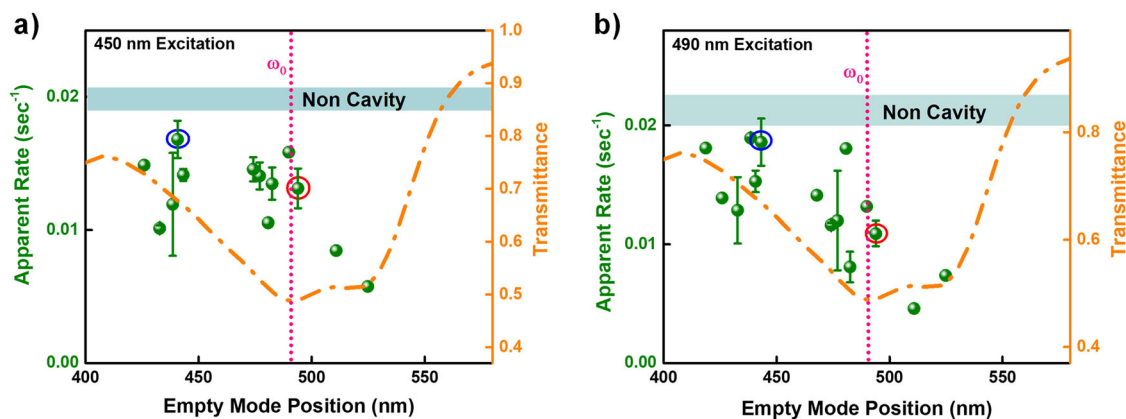 a)
450 nm Excitation
ω0
Non Cavity
Apparent Rate (sec-1)
0.02
0.01
0.00
400
450
500
550
Empty Mode Position (nm)
1.0
0.9
0.8
0.7
0.6
0.5
0.4
Transmittance
b)
490 nm Excitation
ω0
Non Cavity
Apparent Rate (sec-1)
0.02
0.01
0.00
400
450
500
550
Empty Mode Position (nm)
0.8
0.6
0.4
Transmittance